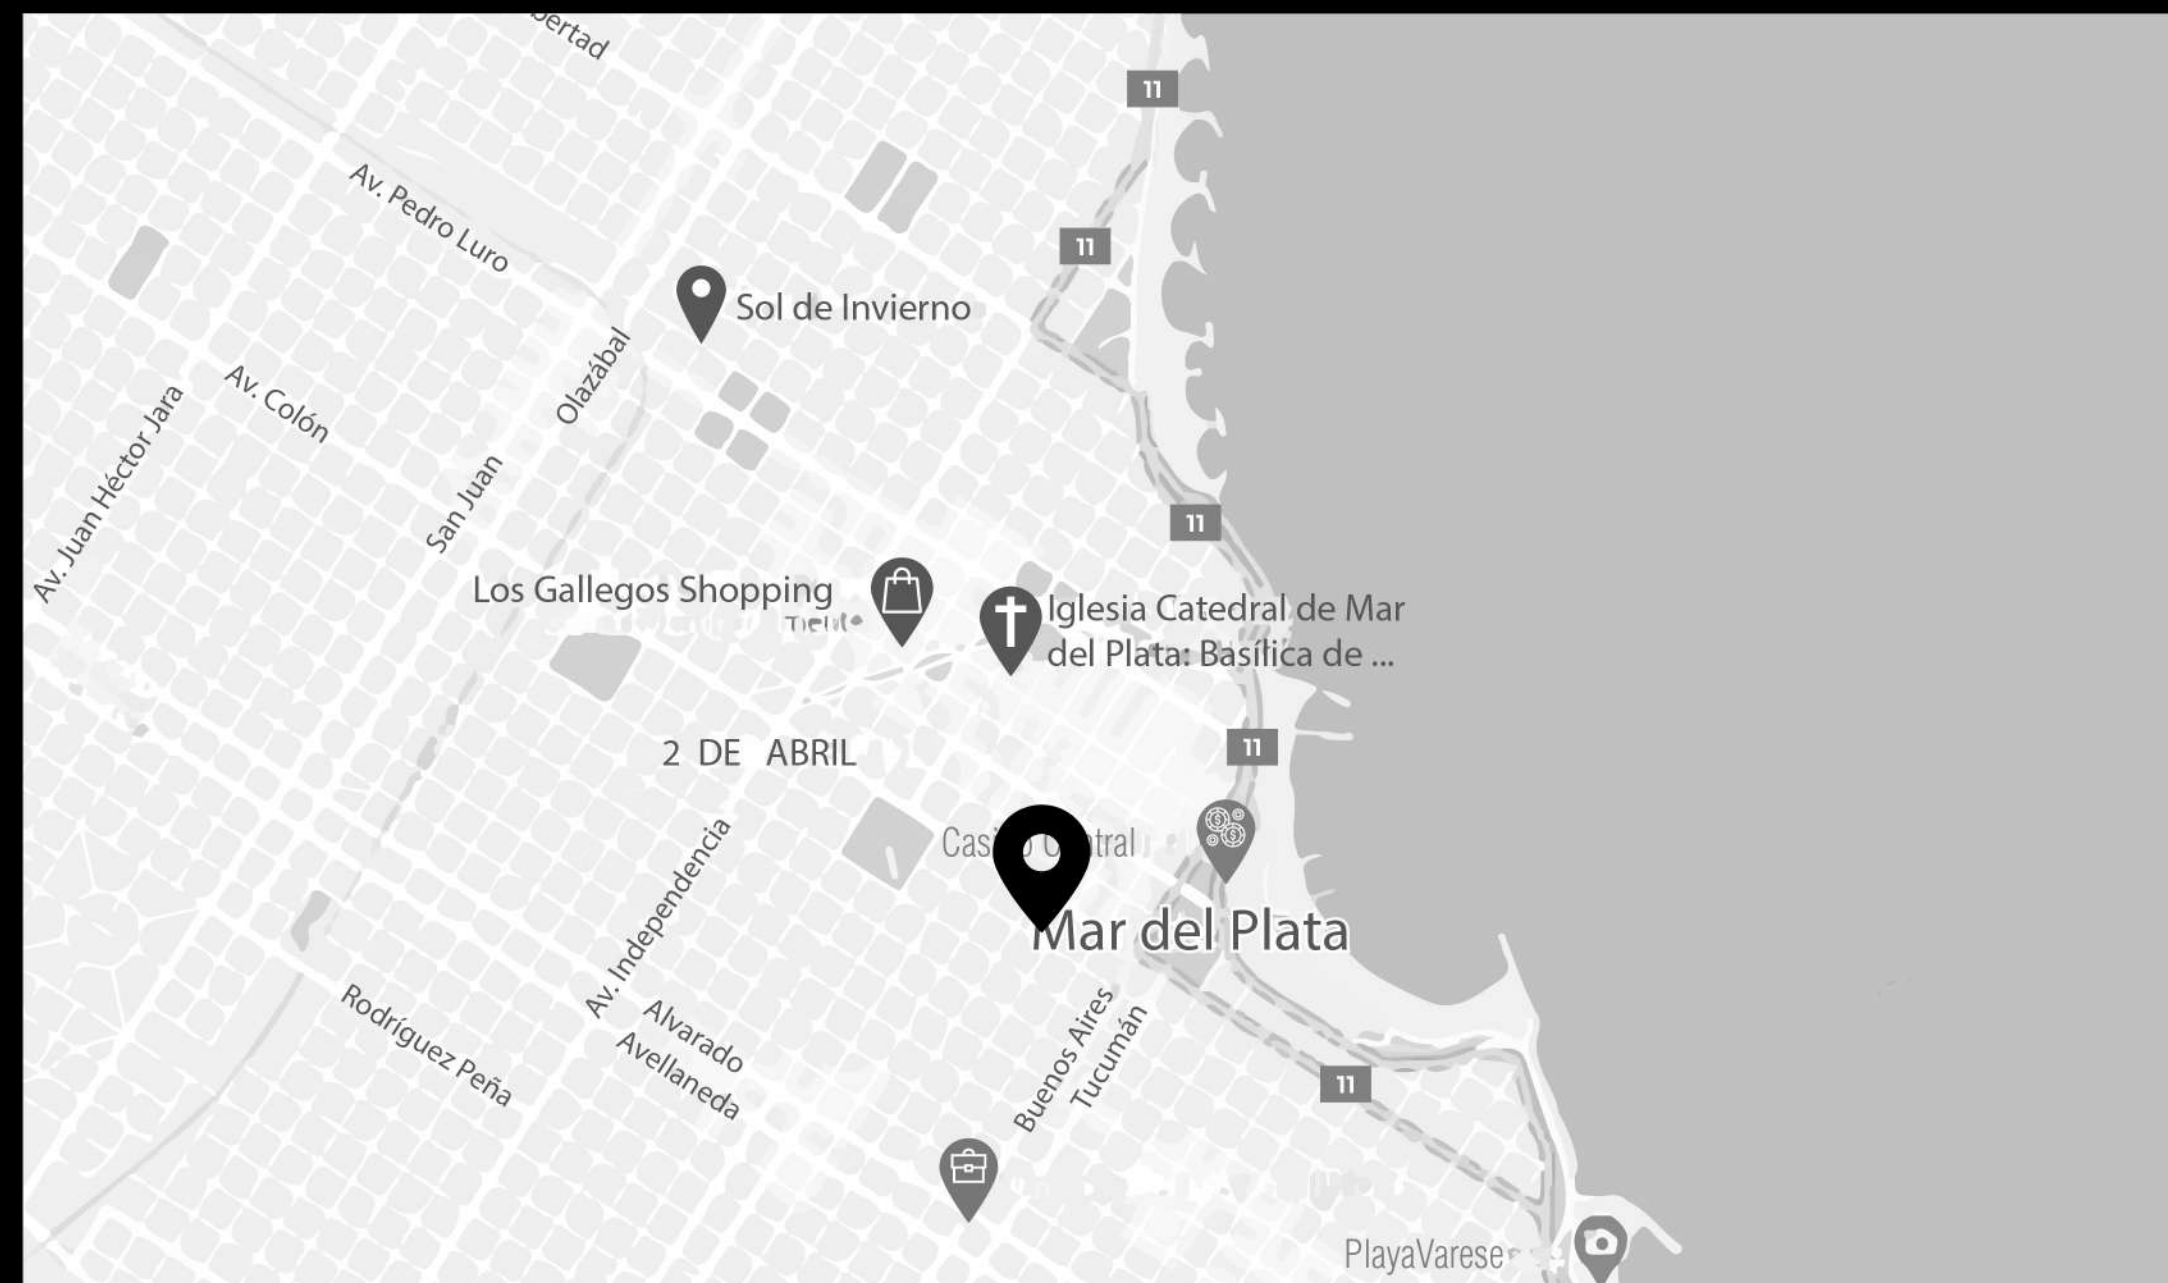 11
Av. Pedro Luro
11
Sol de Invierno
Olazábal
Av. Colón
Av. Juan Héctor Jara
San Juan
11
Los Gallegos Shopping
Iglesia Catedral de Mar
del Plata: Basílica de ...
2 DE ABRIL
11
Mar del Plata
Av. Independencia
Rodríguez Peña
Alvarado
Avellaneda
Buenos Aires
Tucumán
11
PlayaVarese